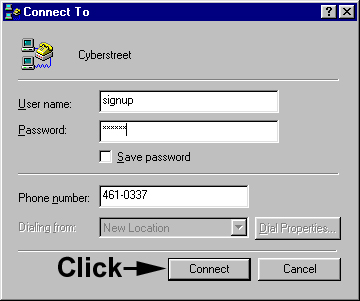 Connect To
Cyberstreet
User name: signup
Password: xxxxxx
Save password
Phone number: 461-0337
Dialing from: New Location Dial Properties...
Click Connect Cancel